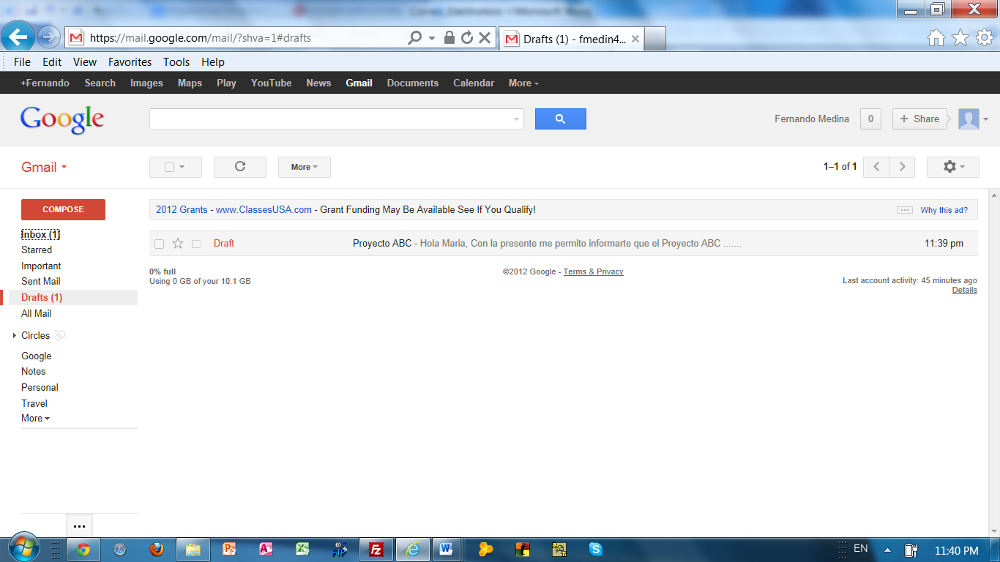 https://mail.google.com/mail/?shva=1#drafts
Drafts (1) - fmedin4...
File Edit View Favorites Tools Help
+Fernando Search Images Maps Play YouTube News Gmail Documents Calendar More
Google
Fernando Medina 0 + Share
Gmail
More
1–1 of 1
COMPOSE
2012 Grants - www.ClassesUSA.com - Grant Funding May Be Available See If You Qualify!
Why this ad?
Inbox (1)
Starred
Important
Sent Mail
Drafts (1)
All Mail
Circles
Google
Notes
Personal
Travel
More
Draft Proyecto ABC - Hola Maria, Con la presente me permito informarte que el Proyecto ABC ....... 11:39 pm
0% full
Using 0 GB of your 10.1 GB
©2012 Google - Terms & Privacy
Last account activity: 45 minutes ago
Details
EN
11:40 PM